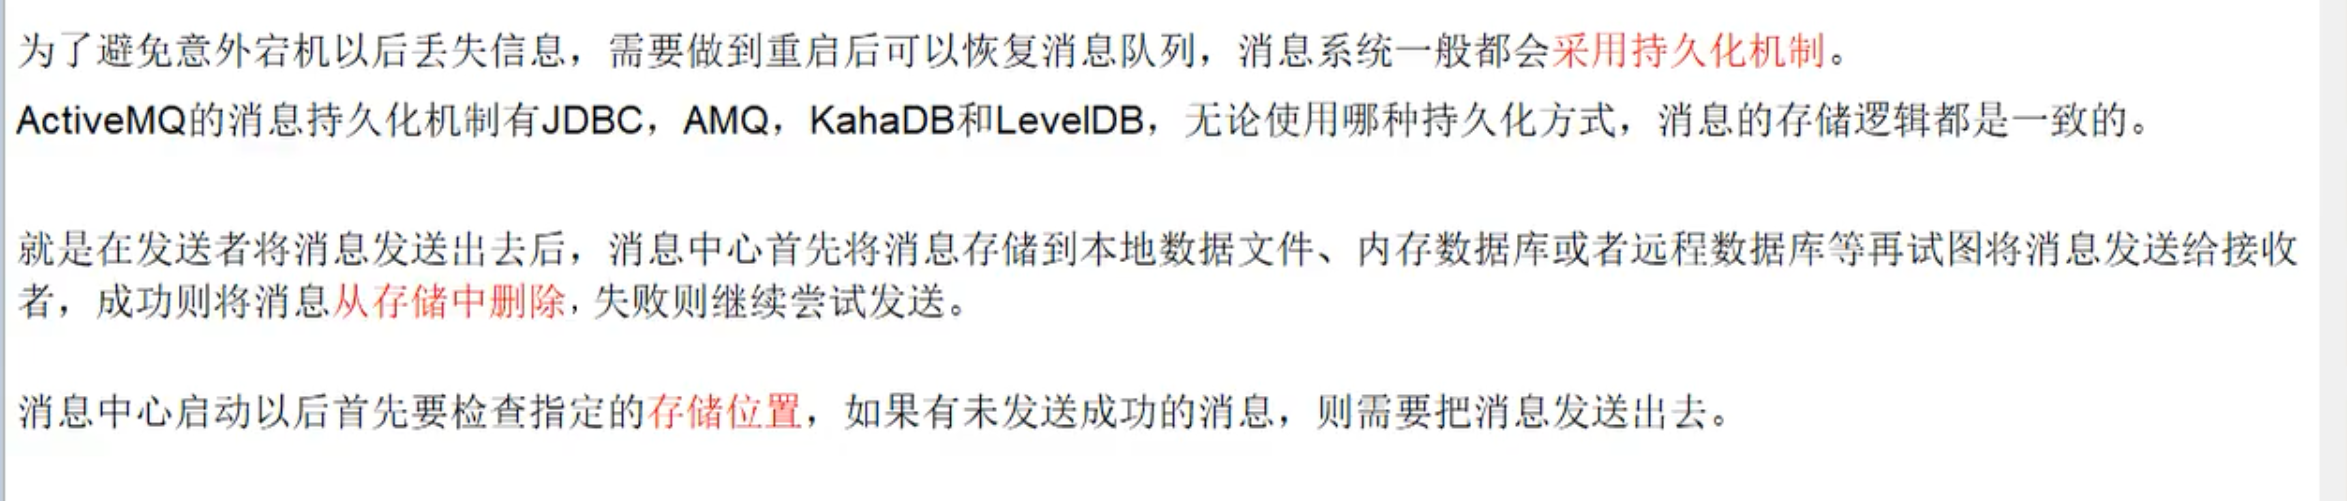 为了避免意外宕机以后丢失信息，需要做到重启后可以恢复消息队列，消息系统一般都会采用持久化机制。
ActiveMQ的消息持久化机制有JDBC，AMQ，KahaDB和LevelDB，无论使用哪种持久化方式，消息的存储逻辑都是一致的。
就是在发送者将消息发送出去后，消息中心首先将消息存储到本地数据文件、内存数据库或者远程数据库等再试图将消息发送给接收
者，成功则将消息从存储中删除，失败则继续尝试发送。
消息中心启动以后首先要检查指定的存储位置，如果有未发送成功的消息，则需要把消息发送出去。